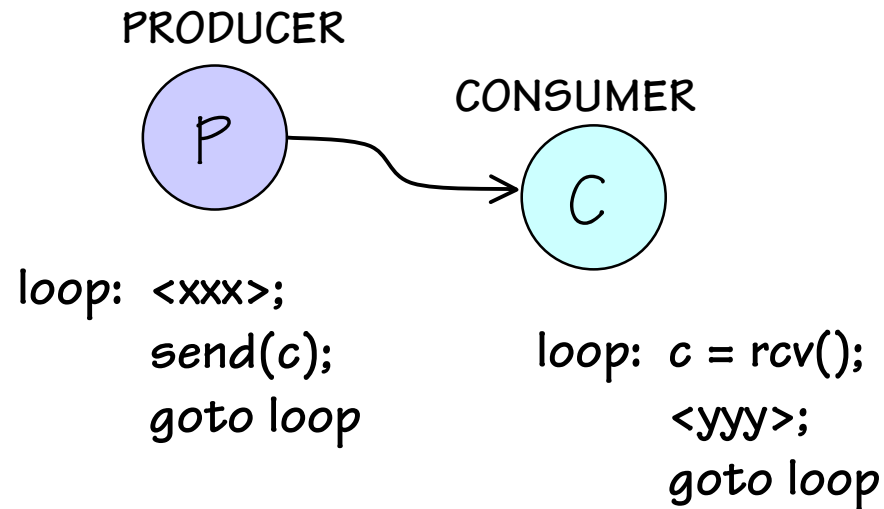 PRODUCER
P
CONSUMER
C
loop: <xxx>;
send(c);
goto loop
loop: c = rcv();
<yyy>;
goto loop